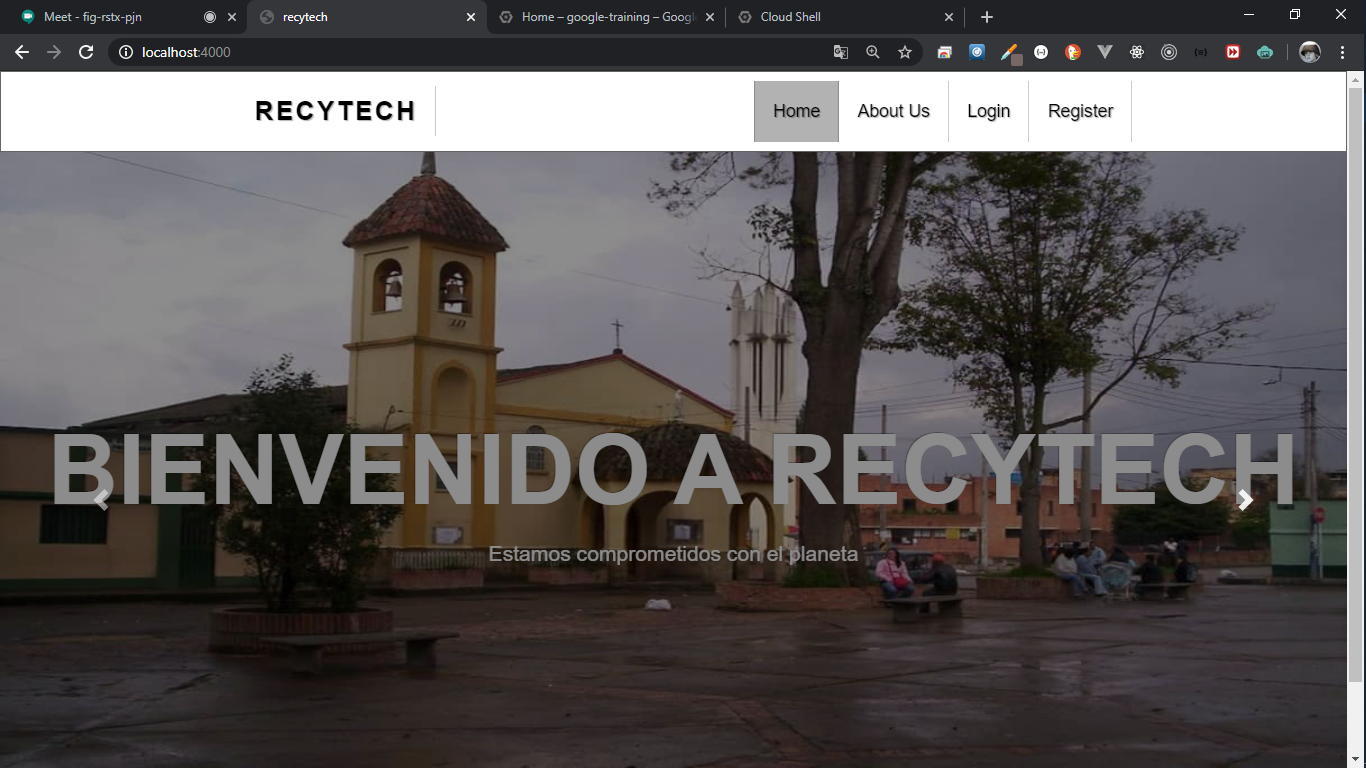 Meet - fig-rstx-pjn
recytech
Home – google-training – Googl
Cloud Shell
localhost:4000
RECYTECH
Home
About Us
Login
Register
BIENVENIDO A RECYTECH
Estamos comprometidos con el planeta